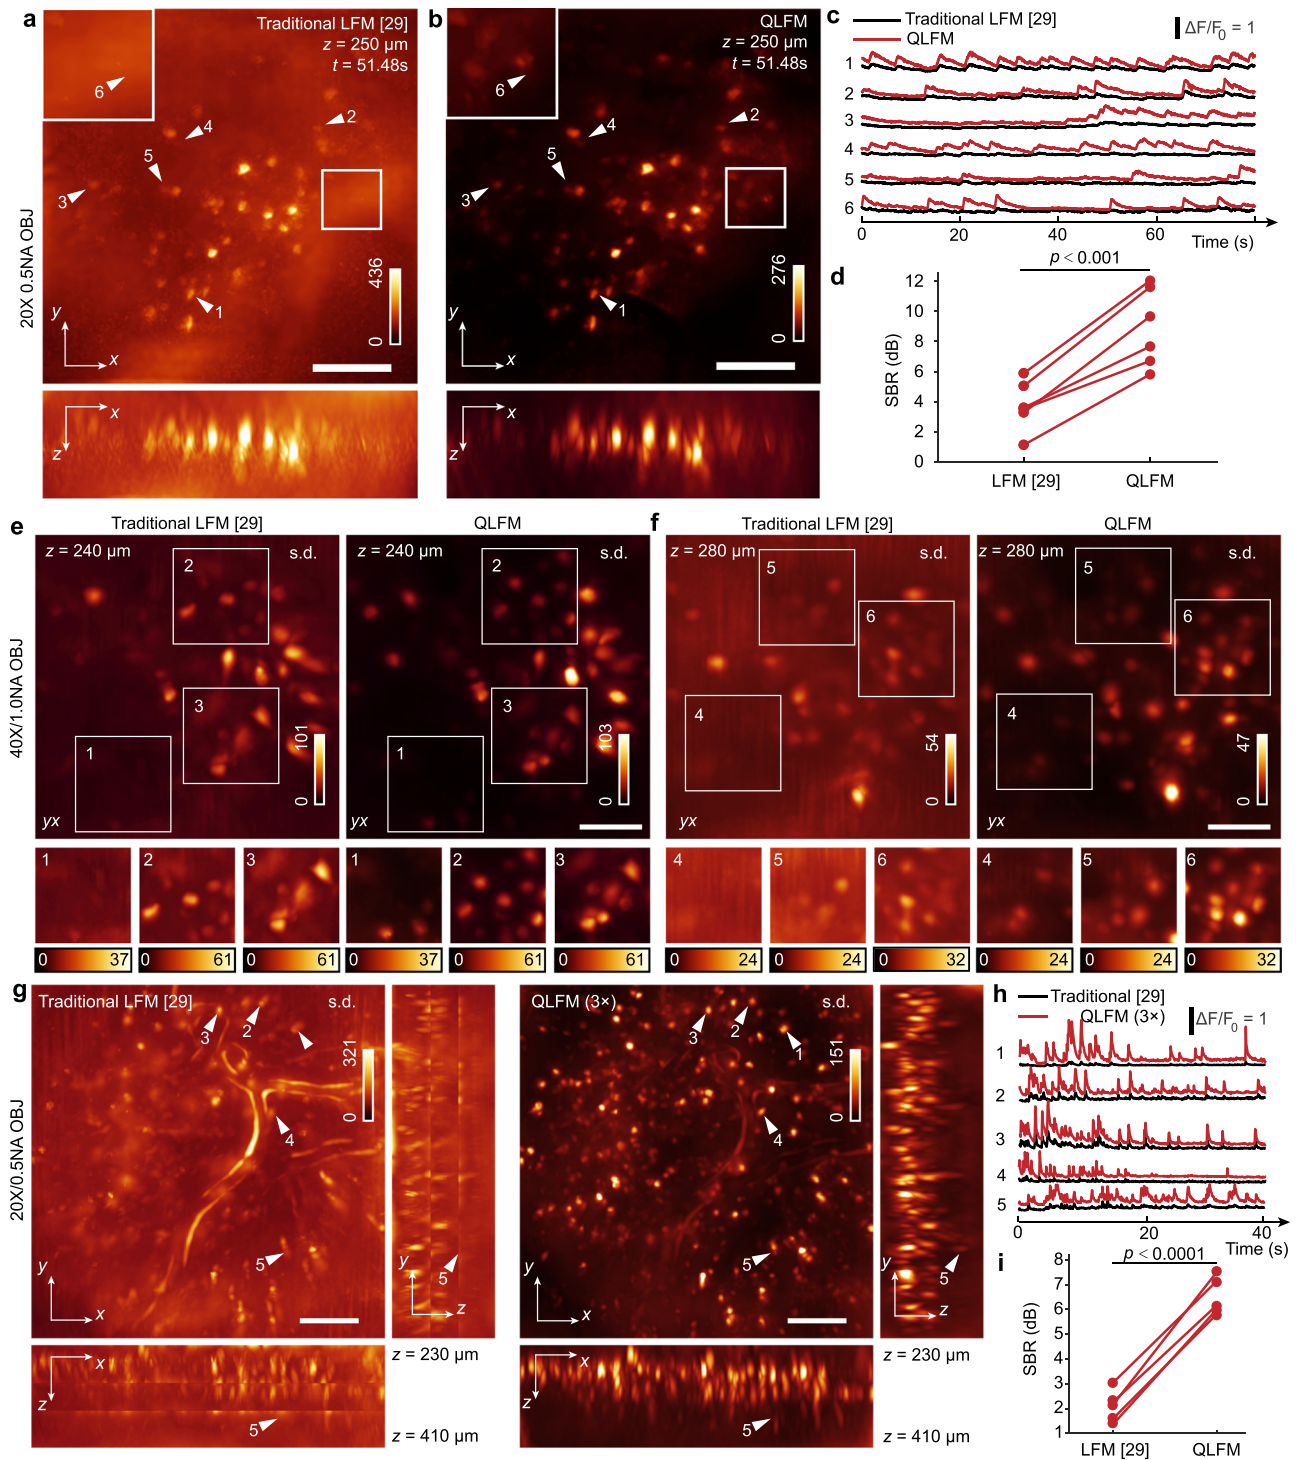 a
Traditional LFM [29]
z = 250 µm
t = 51.48s
6
4
2
5
3
1
436
0
y
x
x
z
20X 0.5NA OBJ
b
QLFM
z = 250 µm
t = 51.48s
6
4
2
5
3
1
276
0
y
x
x
z
c
Traditional LFM [29]
QLFM
ΔF/F0 = 1
1
2
3
4
5
6
0 20 40 60
Time (s)
d
p < 0.001
12
10
8
6
4
2
0
SBR (dB)
LFM [29] QLFM
e
Traditional LFM [29] QLFM
z = 240 µm s.d.
2
3
1
101
0
yx
z = 240 µm s.d.
2
3
1
103
0
yx
40X/1.0NA OBJ
1 2 3 1 2 3
0 37 0 61 0 61 0 37 0 61 0 61
f
Traditional LFM [29] QLFM
z = 280 µm s.d.
5
6
4
54
0
yx
z = 280 µm s.d.
5
6
4
47
0
yx
4 5 6 4 5 6
0 24 0 24 0 32 0 24 0 24 0 32
g
Traditional LFM [29] s.d.
3
2
4
5
321
0
y
x
y
z
5
x
z
5
z = 230 µm
z = 410 µm
20X/0.5NA OBJ
QLFM (3×) s.d.
3
2
1
4
5
151
0
y
x
y
z
5
x
z
5
z = 230 µm
z = 410 µm
h
Traditional [29]
QLFM (3×)
ΔF/F0 = 1
1
2
3
4
5
0 20 40
Time (s)
i
p < 0.0001
8
7
6
5
4
3
2
1
SBR (dB)
LFM [29] QLFM